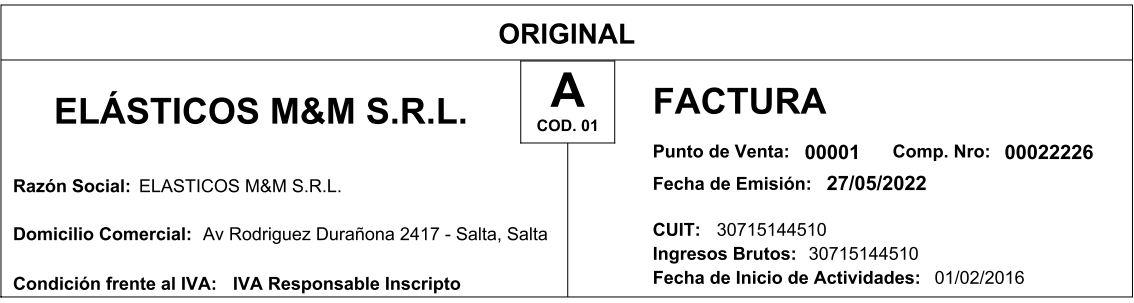 ORIGINAL
ELÁSTICOS M&M S.R.L.
A
COD. 01
FACTURA
Punto de Venta: 00001 Comp. Nro: 00022226
Fecha de Emisión: 27/05/2022
Razón Social: ELASTICOS M&M S.R.L.
Domicilio Comercial: Av Rodriguez Durañona 2417 - Salta, Salta
Condición frente al IVA: IVA Responsable Inscripto
CUIT: 30715144510
Ingresos Brutos: 30715144510
Fecha de Inicio de Actividades: 01/02/2016